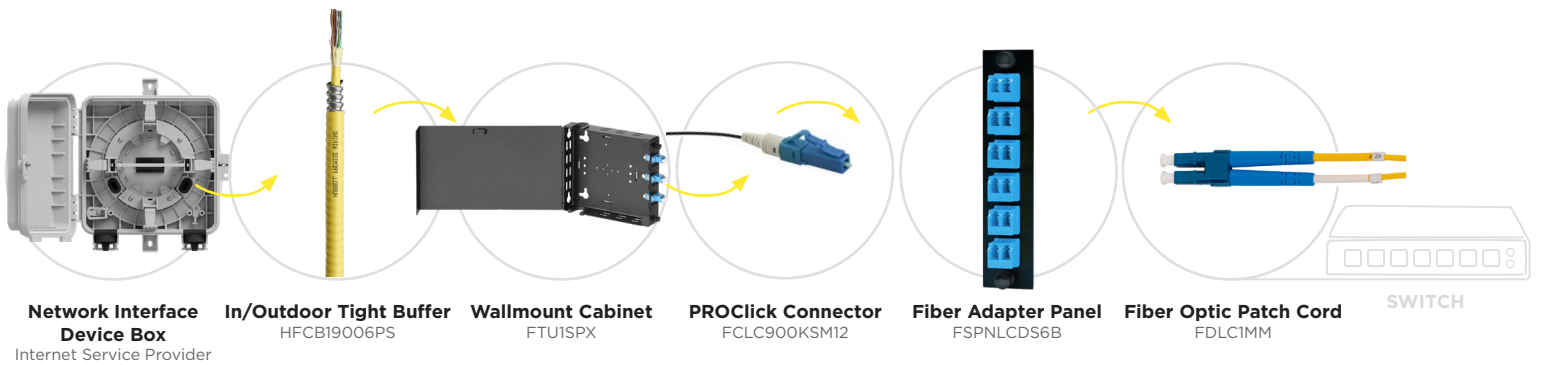 Network Interface
Device Box
Internet Service Provider
In/Outdoor Tight Buffer
HFCB19006PS
Wallmount Cabinet
FTU1SPX
PROClick Connector
FCLC900KSM12
Fiber Adapter Panel
FSPNLCDS6B
Fiber Optic Patch Cord
FDLC1MM
SWITCH
2A